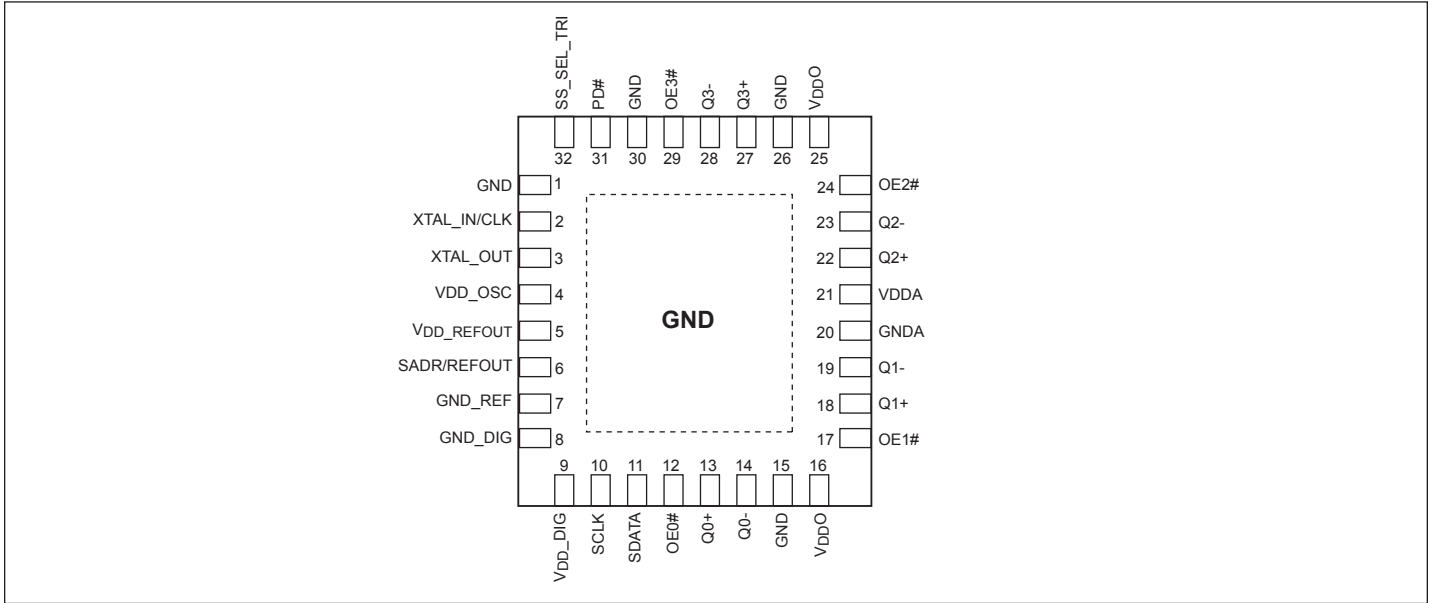 SS_SEL_TRI
PD#
GND
OE3#
Q3-
Q3+
GND
VDDO
32 31 30 29 28 27 26 25
GND 1
XTAL_IN/CLK 2
XTAL_OUT 3
VDD_OSC 4
VDD_REFOUT 5
SADR/REFOUT 6
GND_REF 7
GND_DIG 8
GND
24 OE2#
23 Q2-
22 Q2+
21 VDDA
20 GNDA
19 Q1-
18 Q1+
17 OE1#
9 10 11 12 13 14 15 16
VDD_DIG
SCLK
SDATA
OE0#
Q0+
Q0-
GND
VDDO